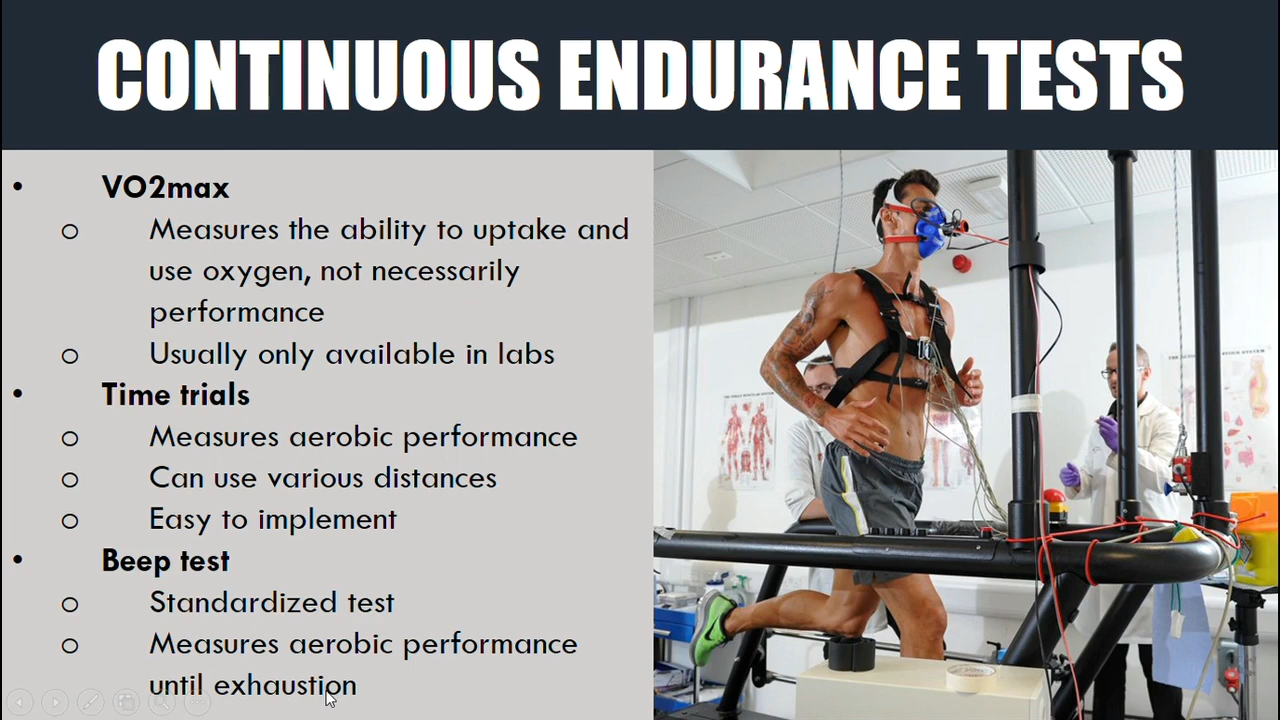 CONTINUOUS ENDURANCE TESTS
• VO2max
o Measures the ability to uptake and
use oxygen, not necessarily
performance
o Usually only available in labs
• Time trials
o Measures aerobic performance
o Can use various distances
o Easy to implement
• Beep test
o Standardized test
o Measures aerobic performance
until exhaustion